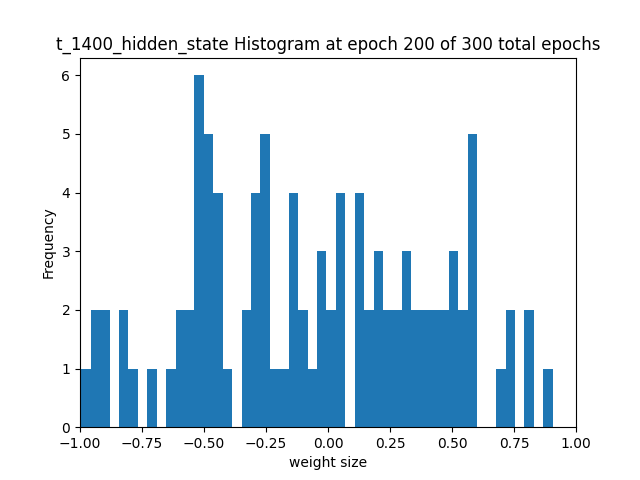 t_1400_hidden_state Histogram at epoch 200 of 300 total epochs
6
5
4
3
2
1
0
Frequency
−1.00 −0.75 −0.50 −0.25 0.00 0.25 0.50 0.75 1.00
weight size